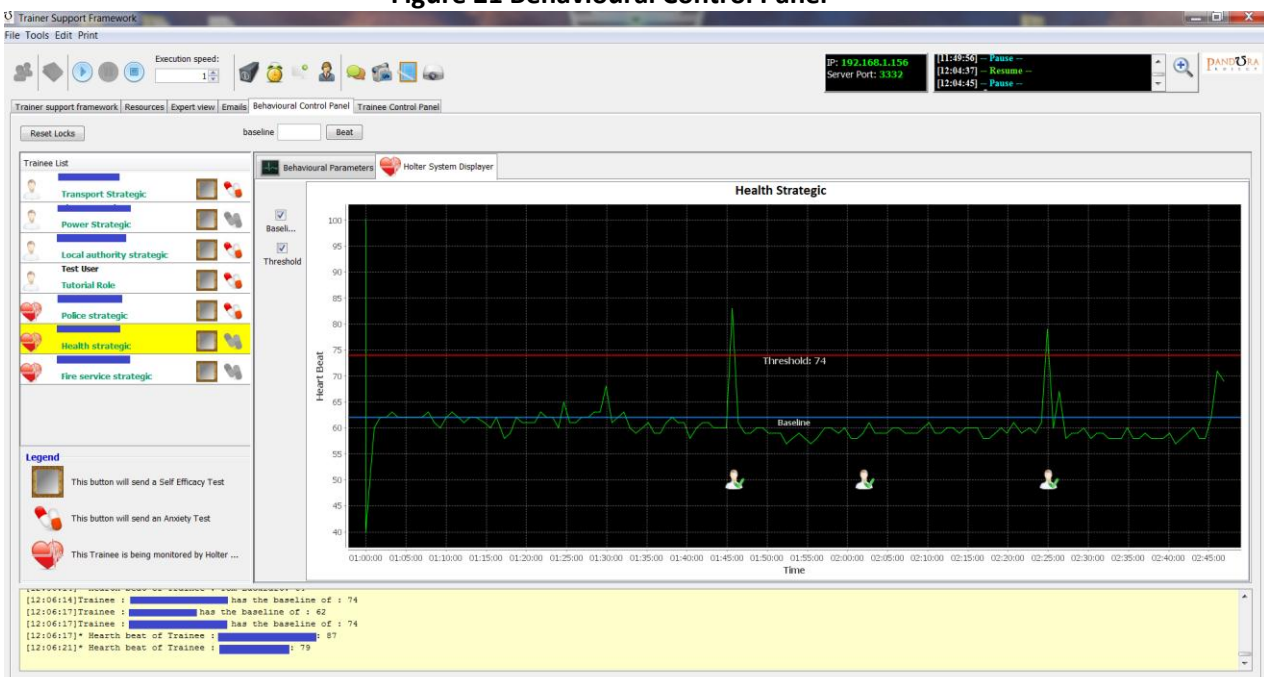 Figure 21 Behavioural Control Panel
Trainer Support Framework
File Tools Edit Print
Execution speed:
1
IP: 192.168.1.156
Server Port: 3332
[11:49:56] -- Pause --
[12:04:37] -- Resume --
[12:04:45] -- Pause --
PANDORA
Trainer support framework Resources Expert view Emails Behavioural Control Panel Trainee Control Panel
Reset Locks
baseline
Beat
Trainee List
Transport Strategic
Power Strategic
Local authority strategic
Test User
Tutorial Role
Police strategic
Health strategic
Fire service strategic
Legend
This button will send a Self Efficacy Test
This button will send an Anxiety Test
This Trainee is being monitored by Holter ...
Behavioural Parameters Holter System Displayer
Baseli...
Threshold
Health Strategic
Heart Beat
100
95
90
85
80
75
70
65
60
55
50
45
40
Threshold: 74
Baseline
01:00:00 01:05:00 01:10:00 01:15:00 01:20:00 01:25:00 01:30:00 01:35:00 01:40:00 01:45:00 01:50:00 01:55:00 02:00:00 02:05:00 02:10:00 02:15:00 02:20:00 02:25:00 02:30:00 02:35:00 02:40:00 02:45:00
Time
[12:06:14]Trainee : has the baseline of : 74
[12:06:17]Trainee : has the baseline of : 62
[12:06:17]Trainee : has the baseline of : 74
[12:06:17]* Hearth beat of Trainee : : 87
[12:06:21]* Hearth beat of Trainee : : 79